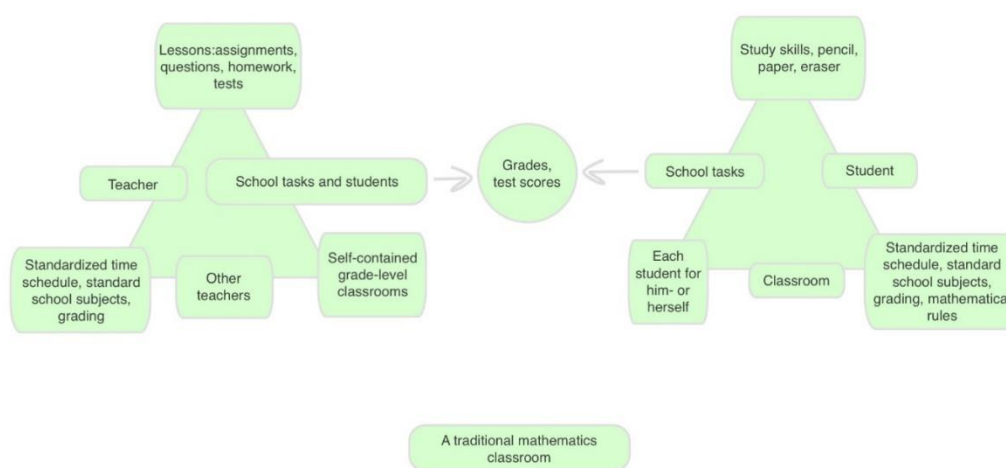 Lessons:assignments,
questions, homework,
tests
Study skills, pencil,
paper, eraser
Teacher
School tasks and students
Grades,
test scores
School tasks
Student
Standardized time
schedule, standard
school subjects,
grading
Other
teachers
Self-contained
grade-level
classrooms
Each
student for
him- or
herself
Classroom
Standardized time
schedule, standard
school subjects,
grading, mathematical
rules
A traditional mathematics
classroom